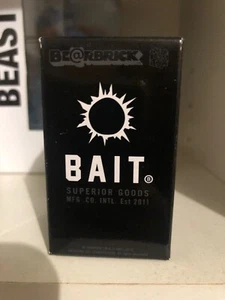 BEAST
BE@RBRICK
BAIT®
SUPERIOR GOODS
MFG. CO. INTL. Est 2011